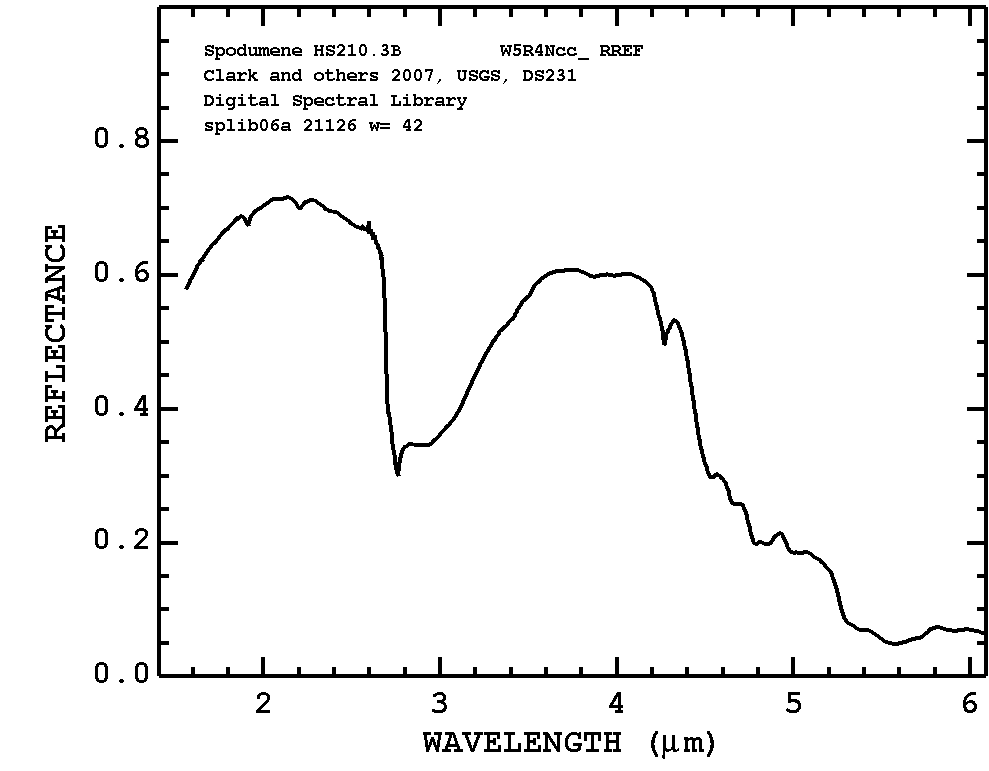 Spodumene HS210.3B W5R4Ncc_ RREF
Clark and others 2007, USGS, DS231
Digital Spectral Library
splib06a 21126 w= 42
REFLECTANCE
0.8
0.6
0.4
0.2
0.0
2 3 4 5 6
WAVELENGTH (μm)